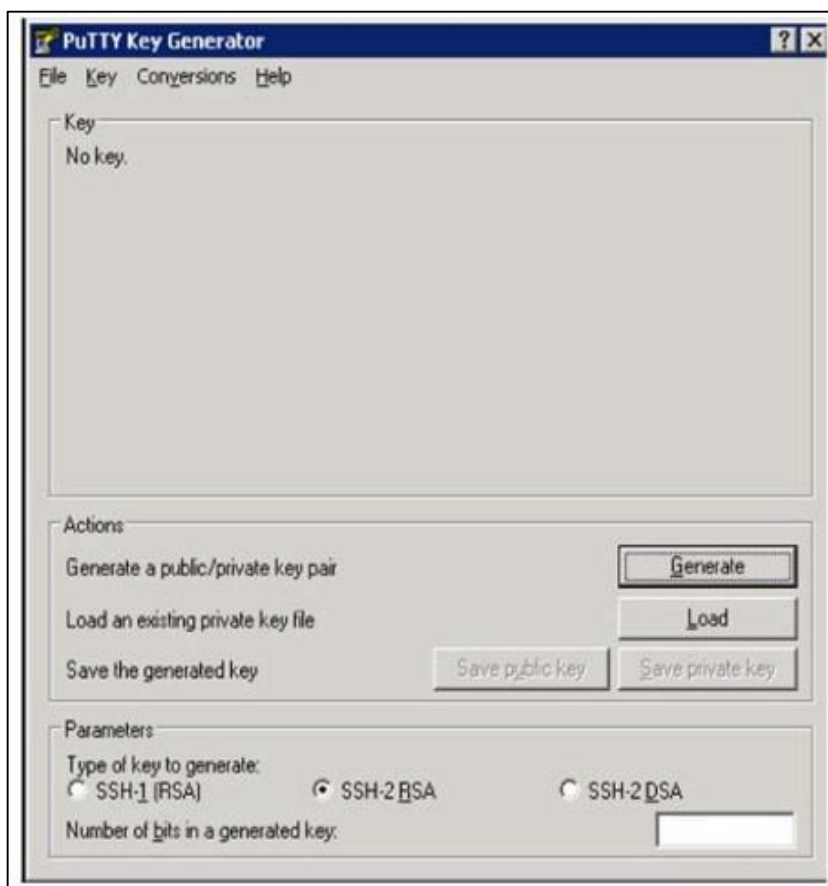 PuTTY Key Generator
File Key Conversions Help
Key
No key.
Actions
Generate a public/private key pair
Generate
Load an existing private key file
Load
Save the generated key
Save public key
Save private key
Parameters
Type of key to generate:
SSH-1 (RSA)
SSH-2 RSA
SSH-2 DSA
Number of bits in a generated key: